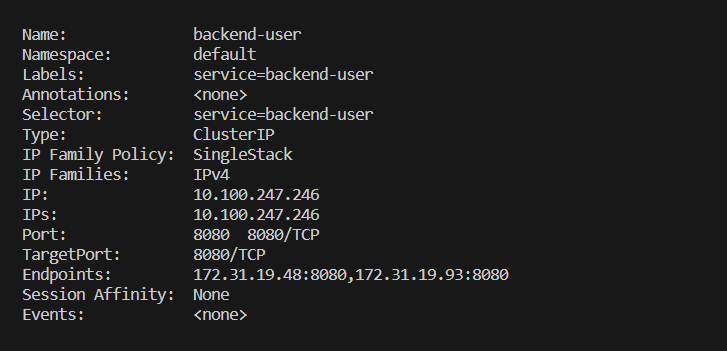 Name: backend-user
Namespace: default
Labels: service=backend-user
Annotations: <none>
Selector: service=backend-user
Type: ClusterIP
IP Family Policy: SingleStack
IP Families: IPv4
IP: 10.100.247.246
IPs: 10.100.247.246
Port: 8080 8080/TCP
TargetPort: 8080/TCP
Endpoints: 172.31.19.48:8080,172.31.19.93:8080
Session Affinity: None
Events: <none>